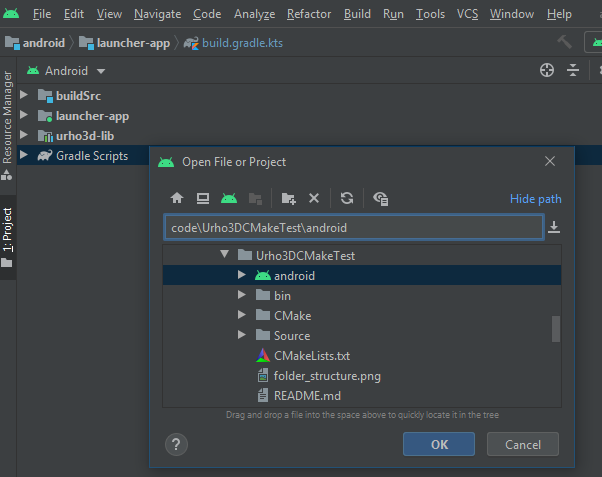 File Edit View Navigate Code Analyze Refactor Build Run Tools VCS Window Help
android launcher-app build.gradle.kts
Android
buildSrc
launcher-app
urho3d-lib
Gradle Scripts
Resource Manager
1: Project
Open File or Project
Hide path
code\Urho3DCMakeTest\android
Urho3DCMakeTest
android
bin
CMake
Source
CMakeLists.txt
folder_structure.png
README.md
Drag and drop a file into the space above to quickly locate it in the tree
? OK Cancel